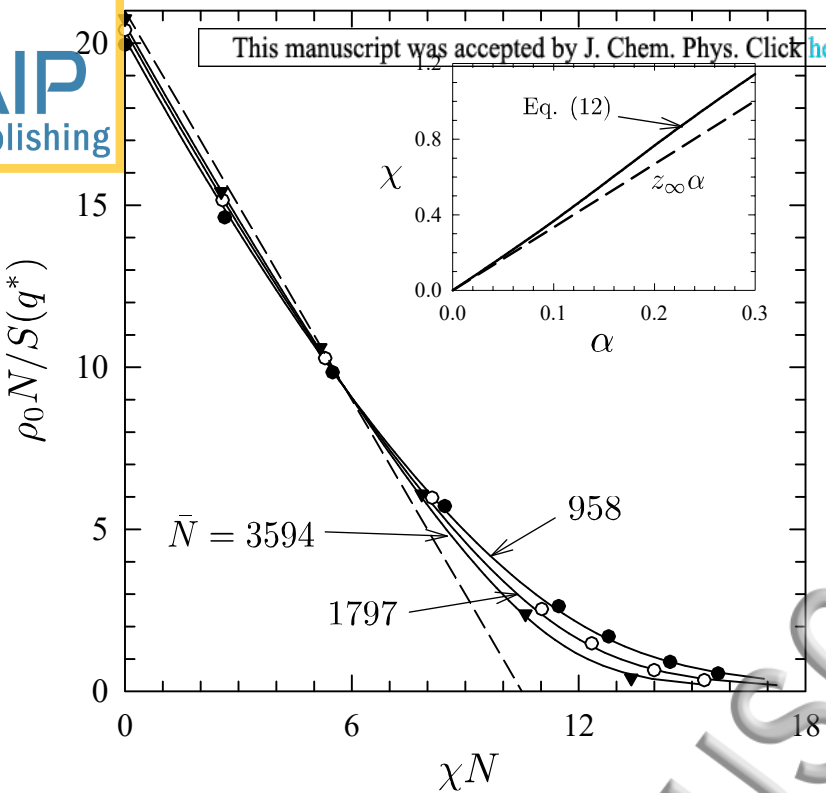 AIP
blishing
This manuscript was accepted by J. Chem. Phys. Click
20
15
10
5
0
ρ₀N/S(q*)
0
6
12
18
χN
N̄ = 3594
1797
958
1.2
0.8
0.4
0.0
χ
0.0
0.1
0.2
0.3
α
Eq. (12)
z∞α